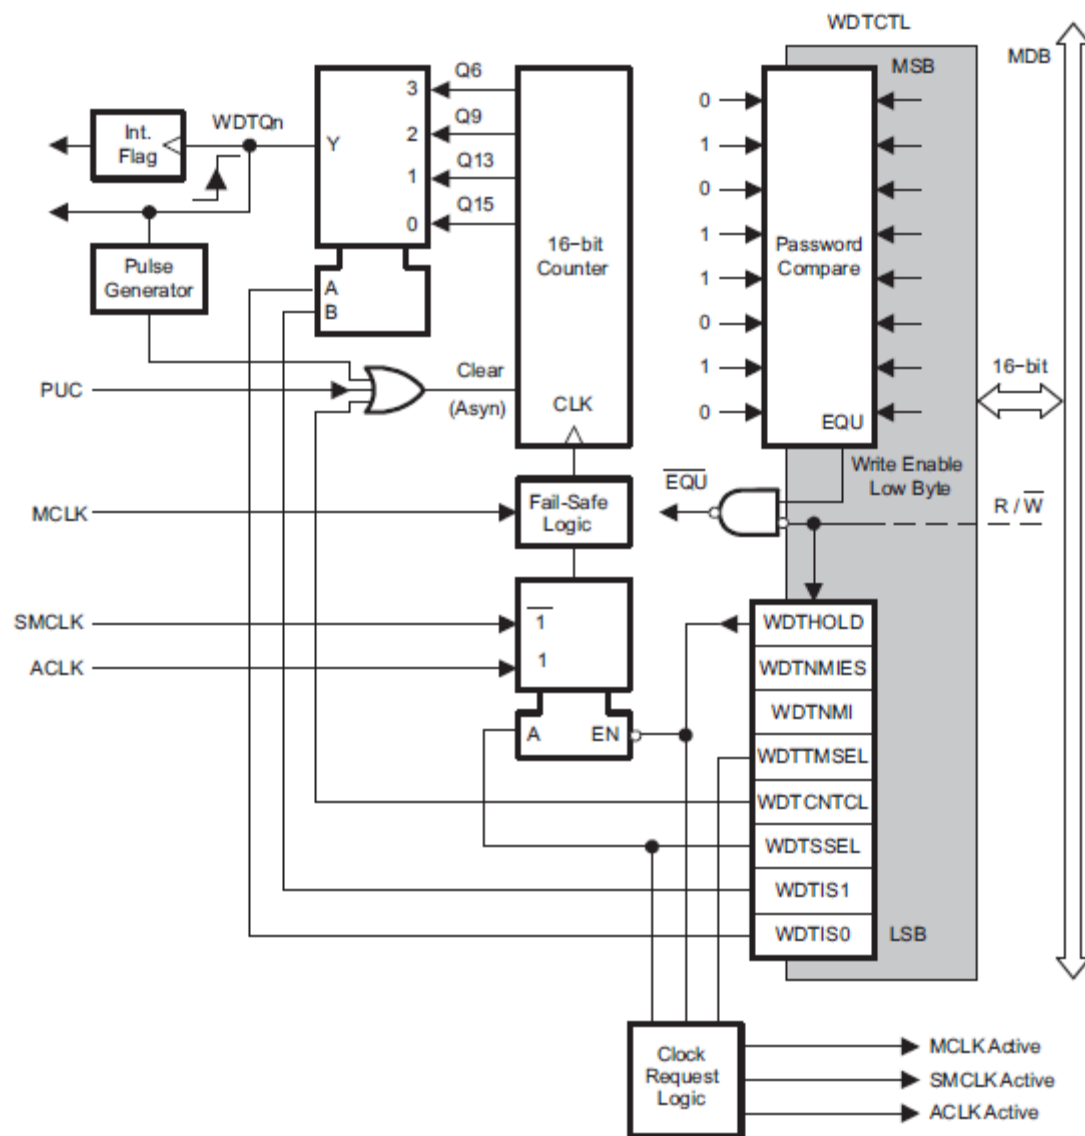 WDTCTL
MSB
MDB
Int.
Flag
WDTQn
Y
3
2
1
0
Q6
Q9
Q13
Q15
16−bit
Counter
CLK
0
1
0
1
1
0
1
0
Password
Compare
EQU
Pulse
Generator
A
B
PUC
Clear
(Asyn)
16−bit
EQU
Write Enable
Low Byte
R / W
MCLK
Fail-Safe
Logic
SMCLK
ACLK
1
1
A
EN
WDTHOLD
WDTNMIES
WDTNMI
WDTTMSEL
WDTCNTCL
WDTSSEL
WDTIS1
WDTIS0
LSB
Clock
Request
Logic
MCLK Active
SMCLK Active
ACLK Active